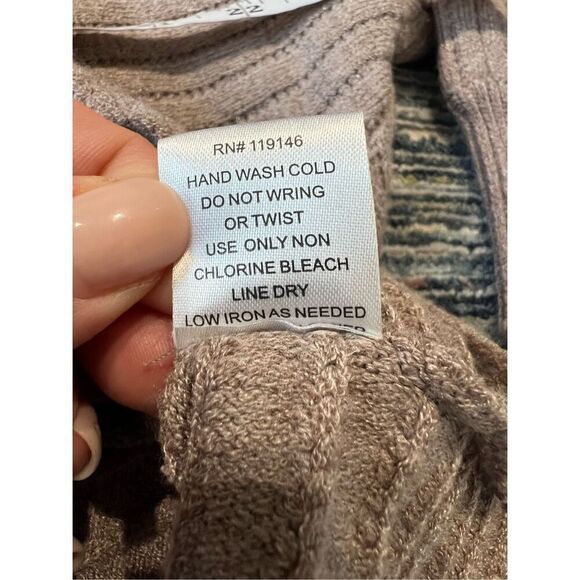 RN# 119146
HAND WASH COLD
DO NOT WRING
OR TWIST
USE ONLY NON
CHLORINE BLEACH
LINE DRY
LOW IRON AS NEEDED